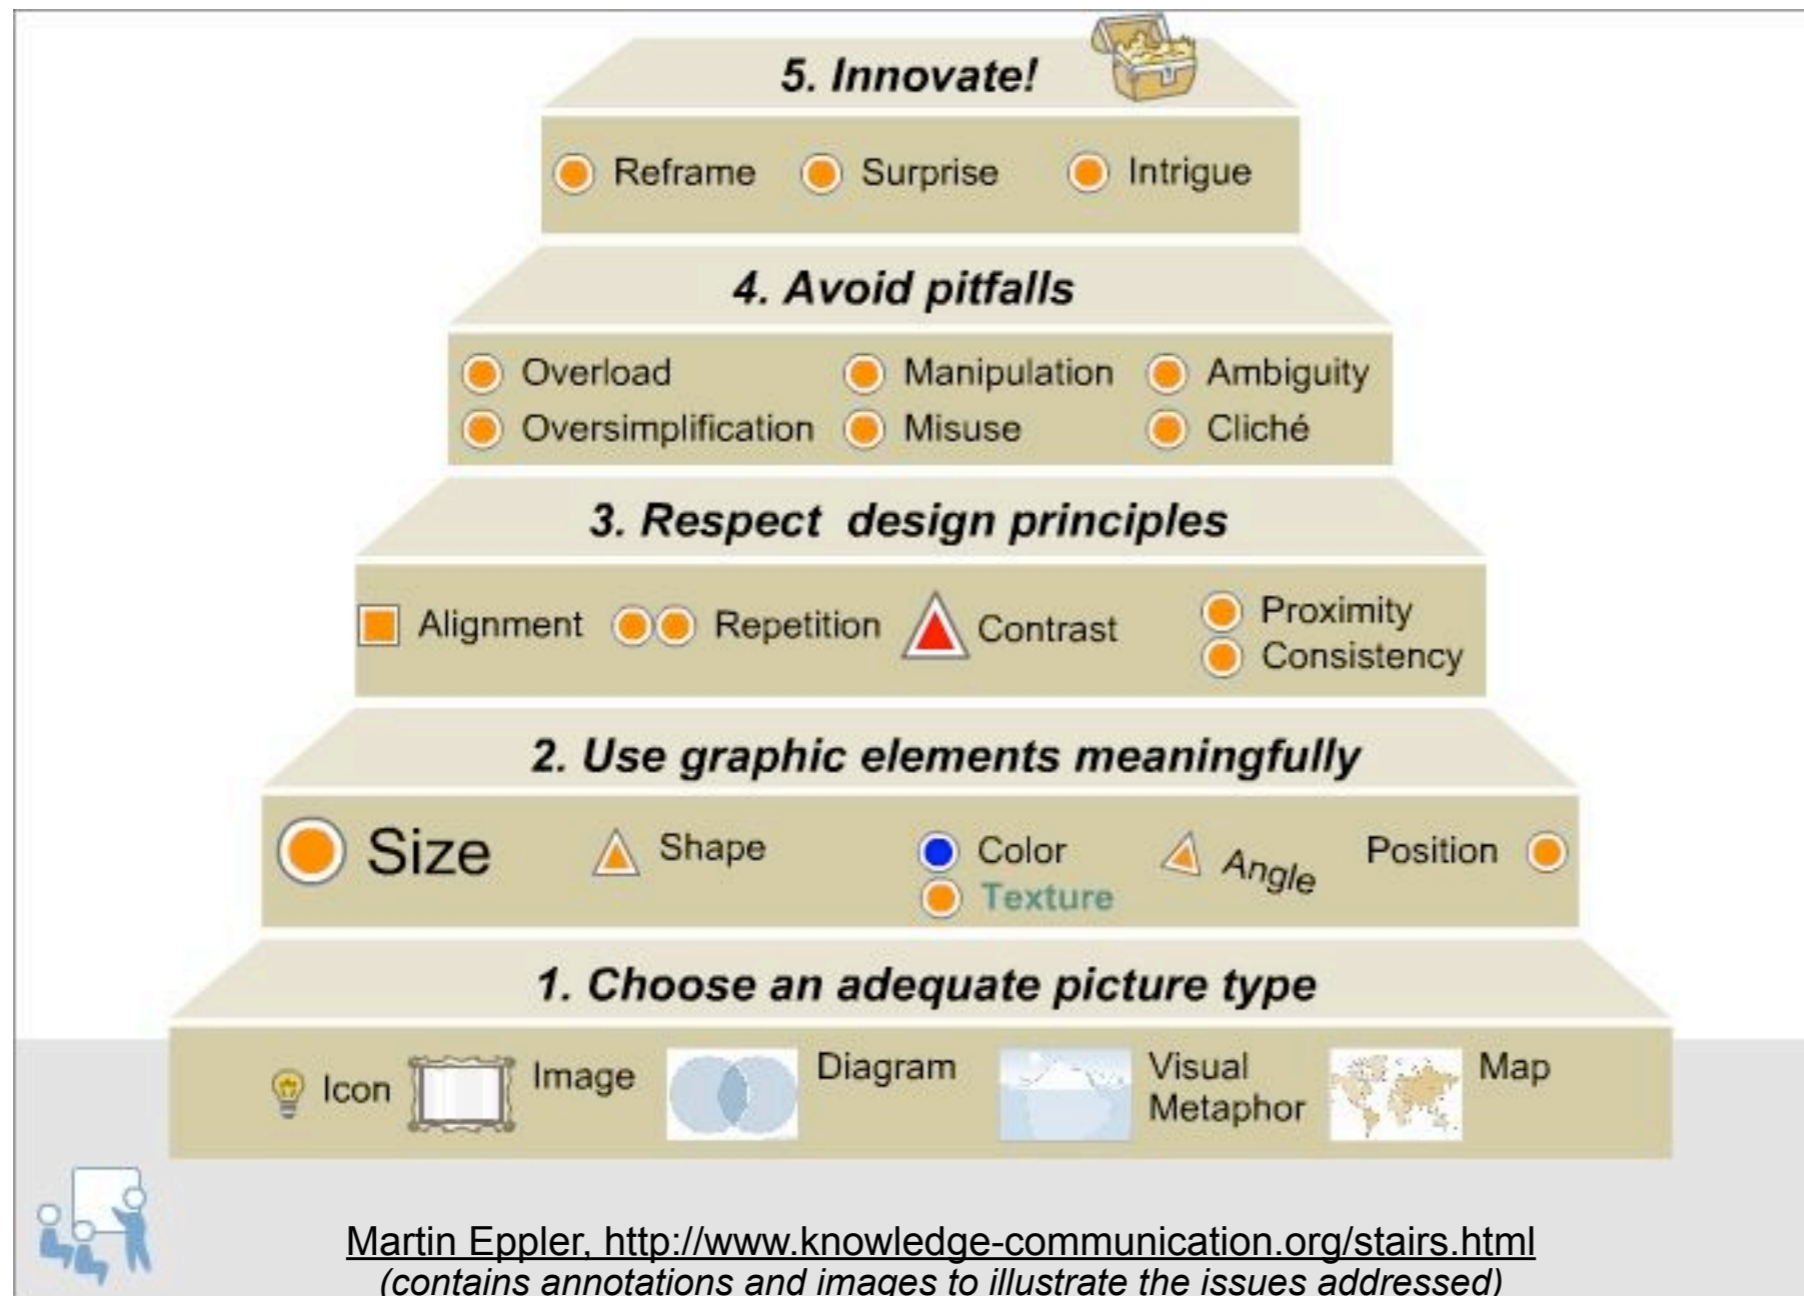 5. Innovate!
Reframe Surprise Intrigue
4. Avoid pitfalls
Overload Manipulation Ambiguity
Oversimplification Misuse Cliché
3. Respect design principles
Alignment Repetition Contrast Proximity
Consistency
2. Use graphic elements meaningfully
Size Shape Color Angle Position
Texture
1. Choose an adequate picture type
Icon Image Diagram Visual Map
Metaphor
Martin Eppler, http://www.knowledge-communication.org/stairs.html
(contains annotations and images to illustrate the issues addressed)